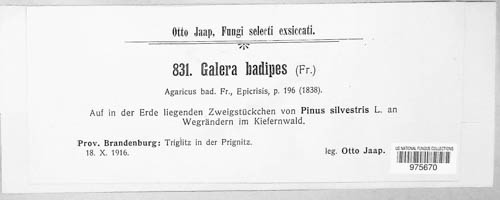 Otto Jaap, Fungi selecti exsiccati.
831. Galera badipes (Fr.)
Agaricus bad. Fr., Epicrisis, p. 196 (1838).
Auf in der Erde liegenden Zweigstückchen von Pinus silvestris L. an
Wegrändern im Kiefernwald.
Prov. Brandenburg: Triglitz in der Prignitz.
18. X. 1916.
leg. Otto Jaap.
US NATIONAL FUNGUS COLLECTIONS
975670